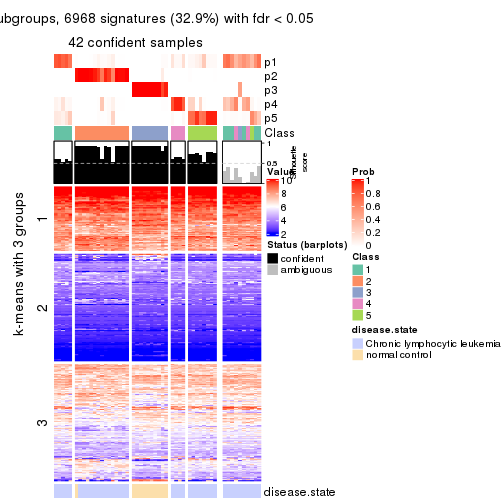 ubgroups, 6968 signatures (32.9%) with fdr < 0.05
42 confident samples
p1
p2
p3
p4
p5
Class
1
0.5
0
Silhouette
score
k-means with 3 groups
1
2
3
disease.state
Value
10
8
6
4
2
Status (barplots)
confident
ambiguous
Prob
1
0.8
0.6
0.4
0.2
0
Class
1
2
3
4
5
disease.state
Chronic lymphocytic leukemia
normal control